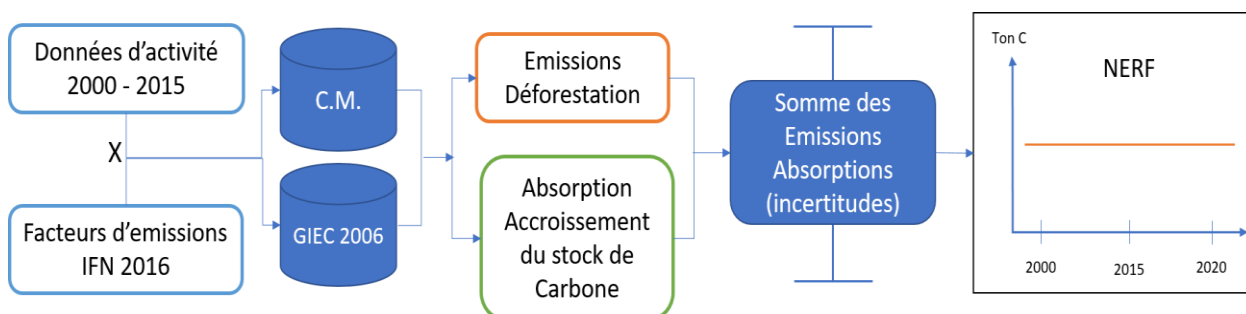 Données d'activité
2000 - 2015
X
Facteurs d'emissions
IFN 2016
C.M.
GIEC 2006
Emissions
Déforestation
Absorption
Accroissement
du stock de
Carbone
Somme des
Emissions
Absorptions
(incertitudes)
Ton C
NERF
2000
2015
2020